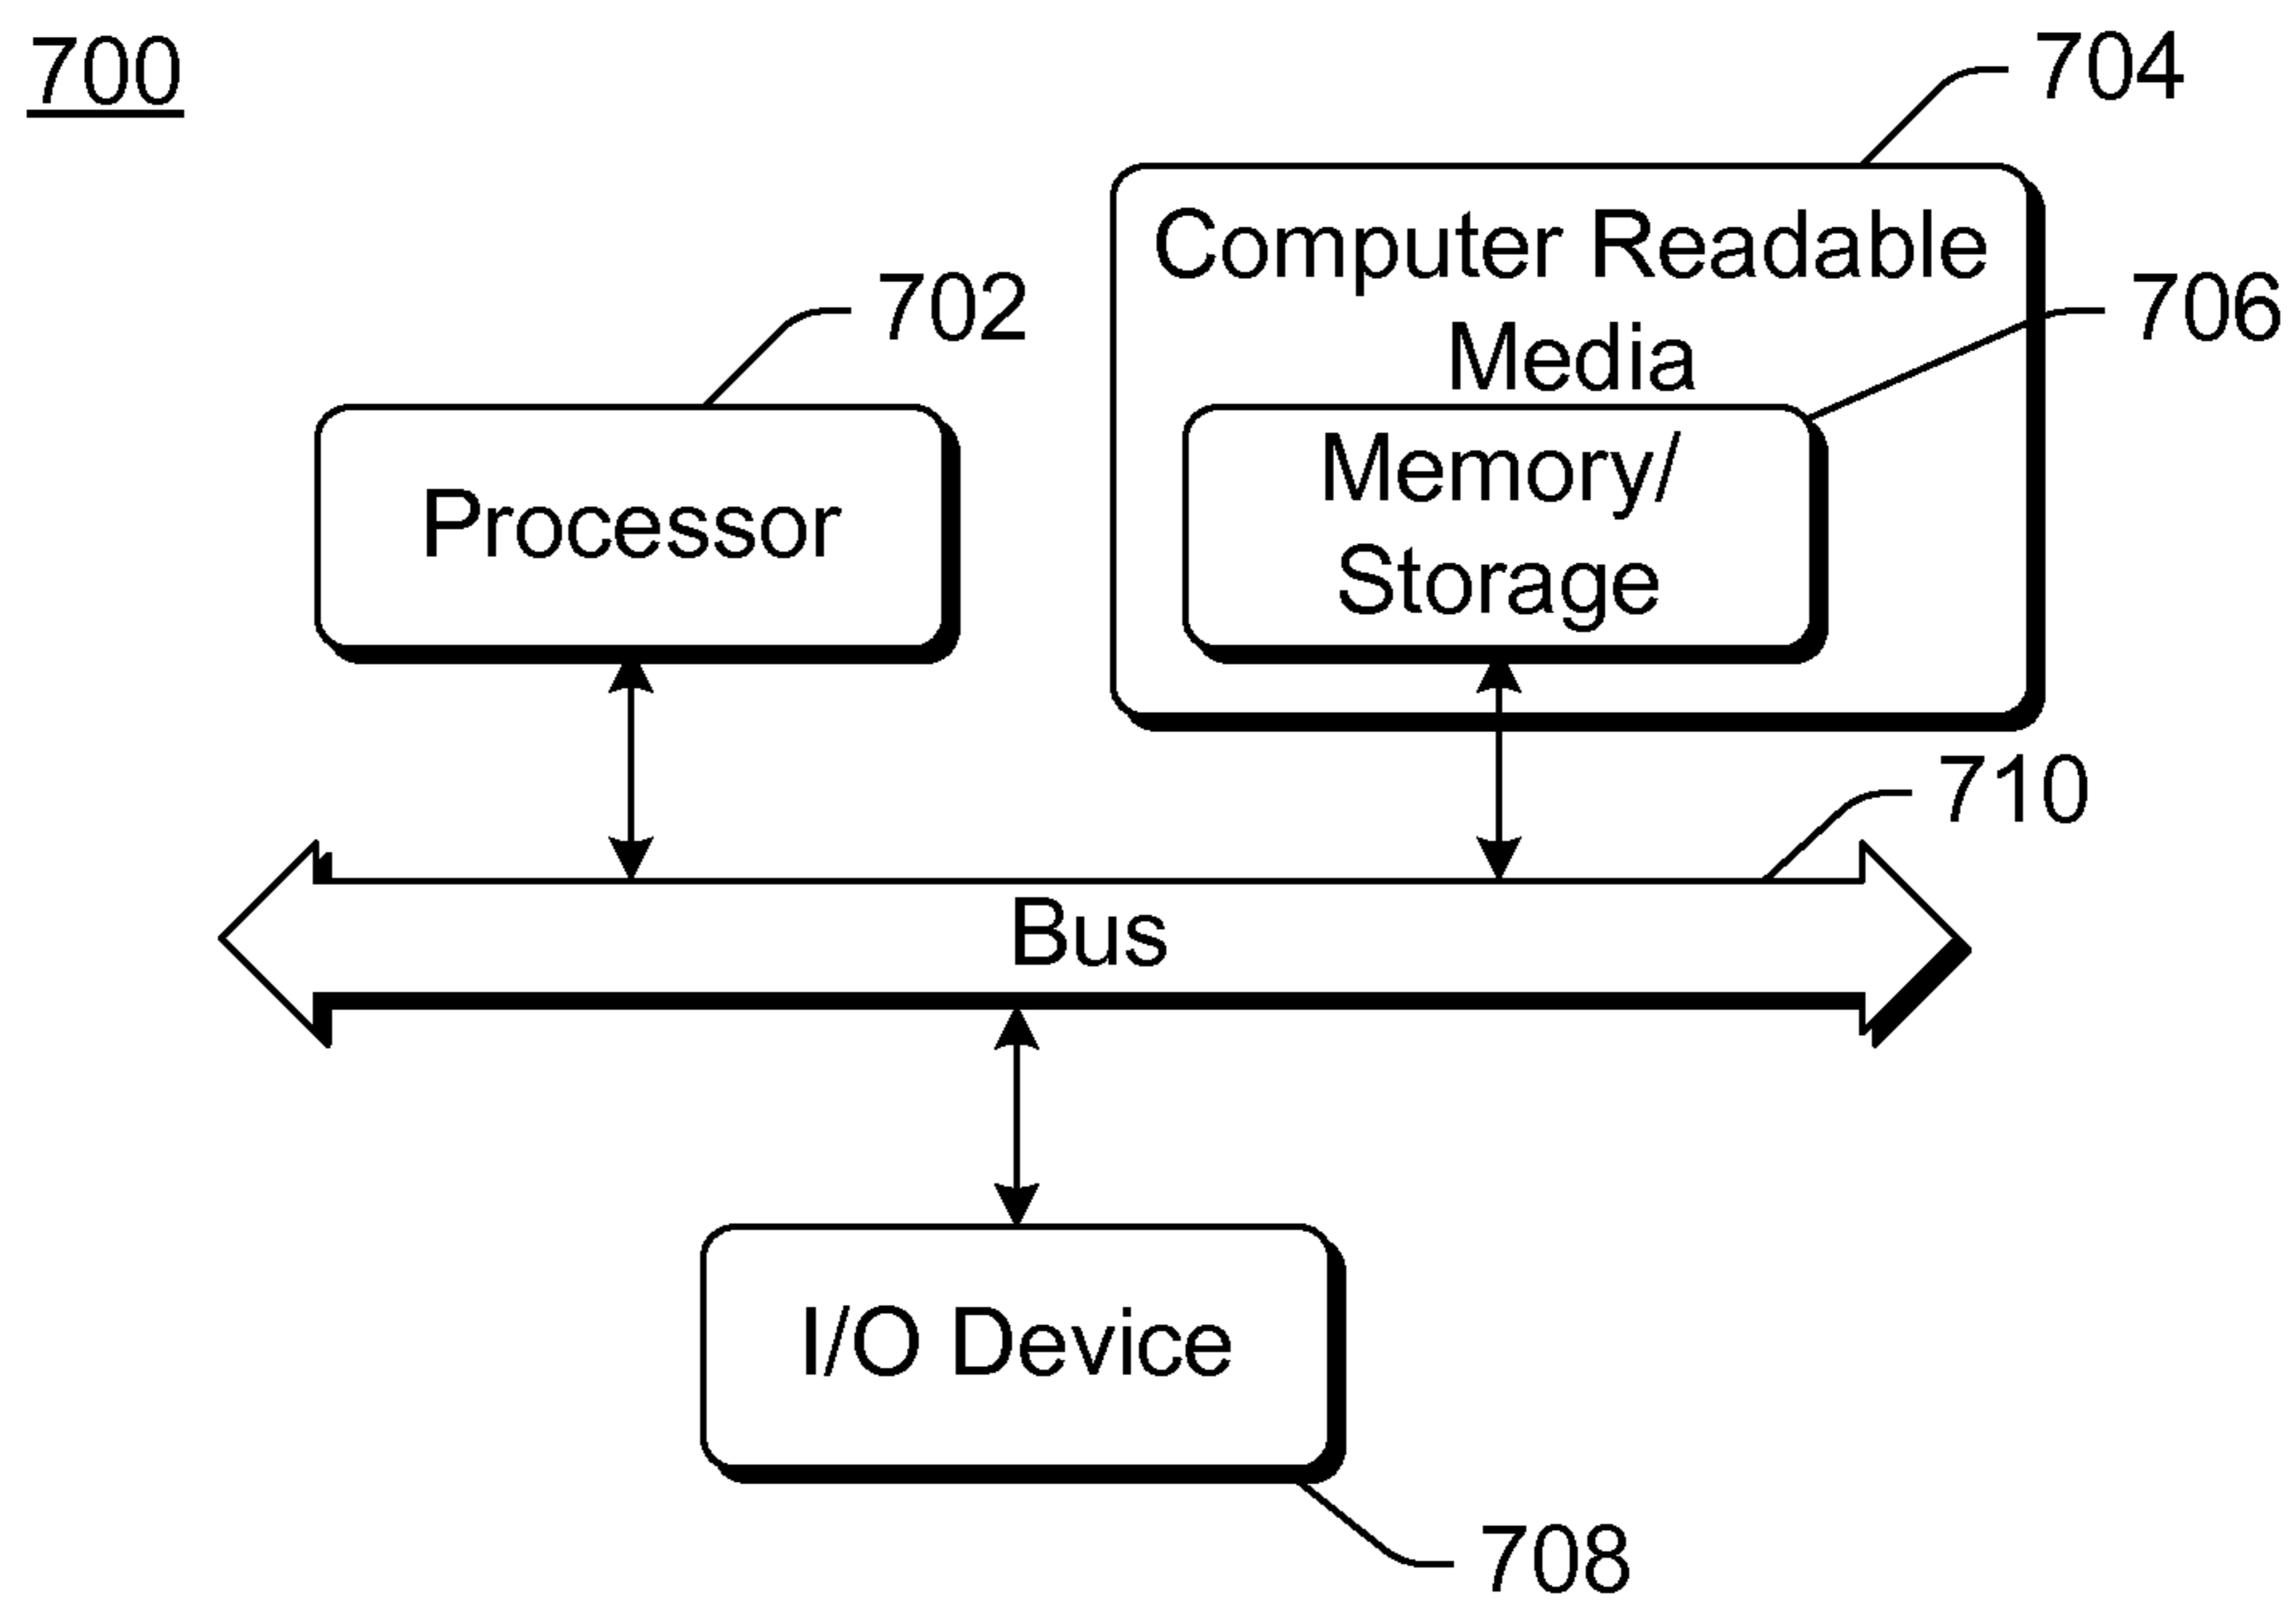 700
704
Computer Readable
Media
706
702
Processor
Memory/
Storage
710
Bus
I/O Device
708